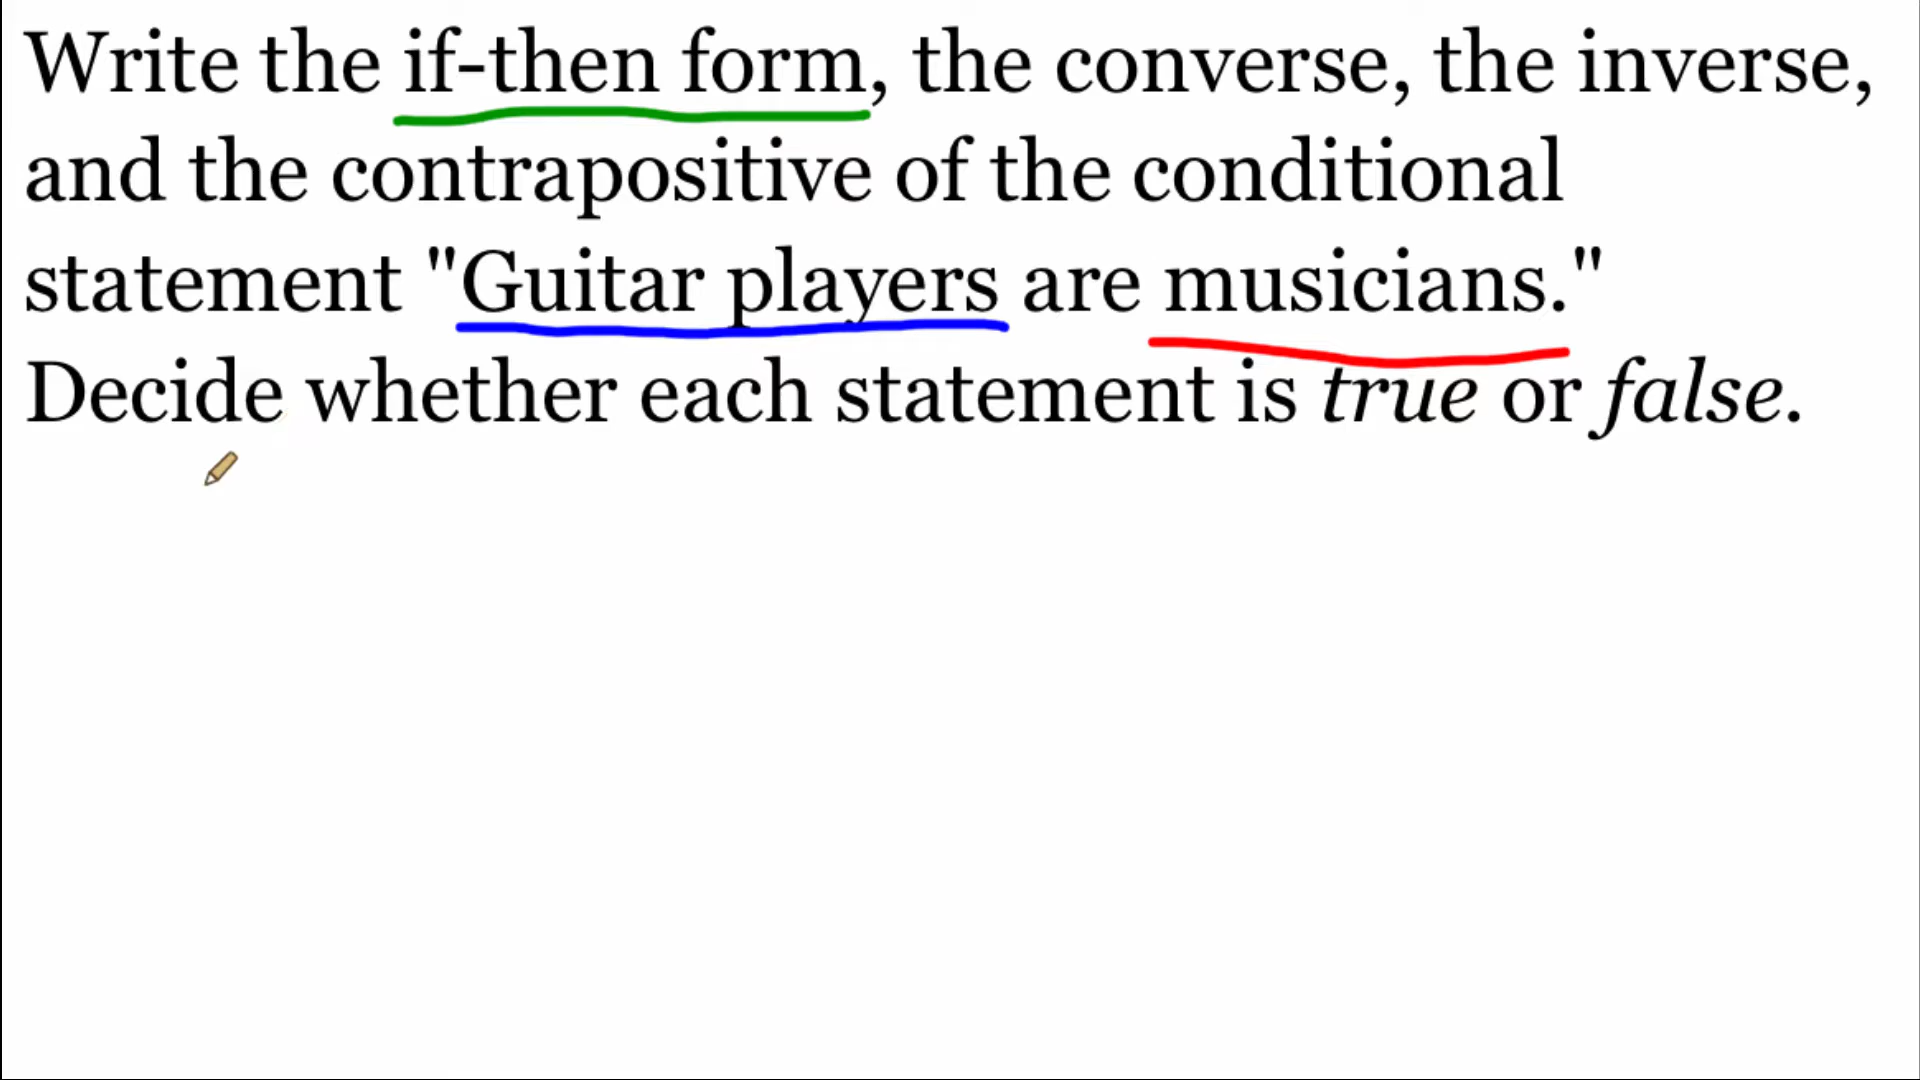 Write the if-then form, the converse, the inverse,
and the contrapositive of the conditional
statement "Guitar players are musicians."
Decide whether each statement is true or false.